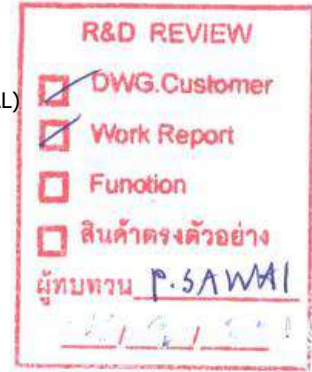 R&D REVIEW
L)
DWG.Customer
Work Report
Function
สินค้าตรงตัวอย่าง
ผู้ทบทวน P.SAWAI